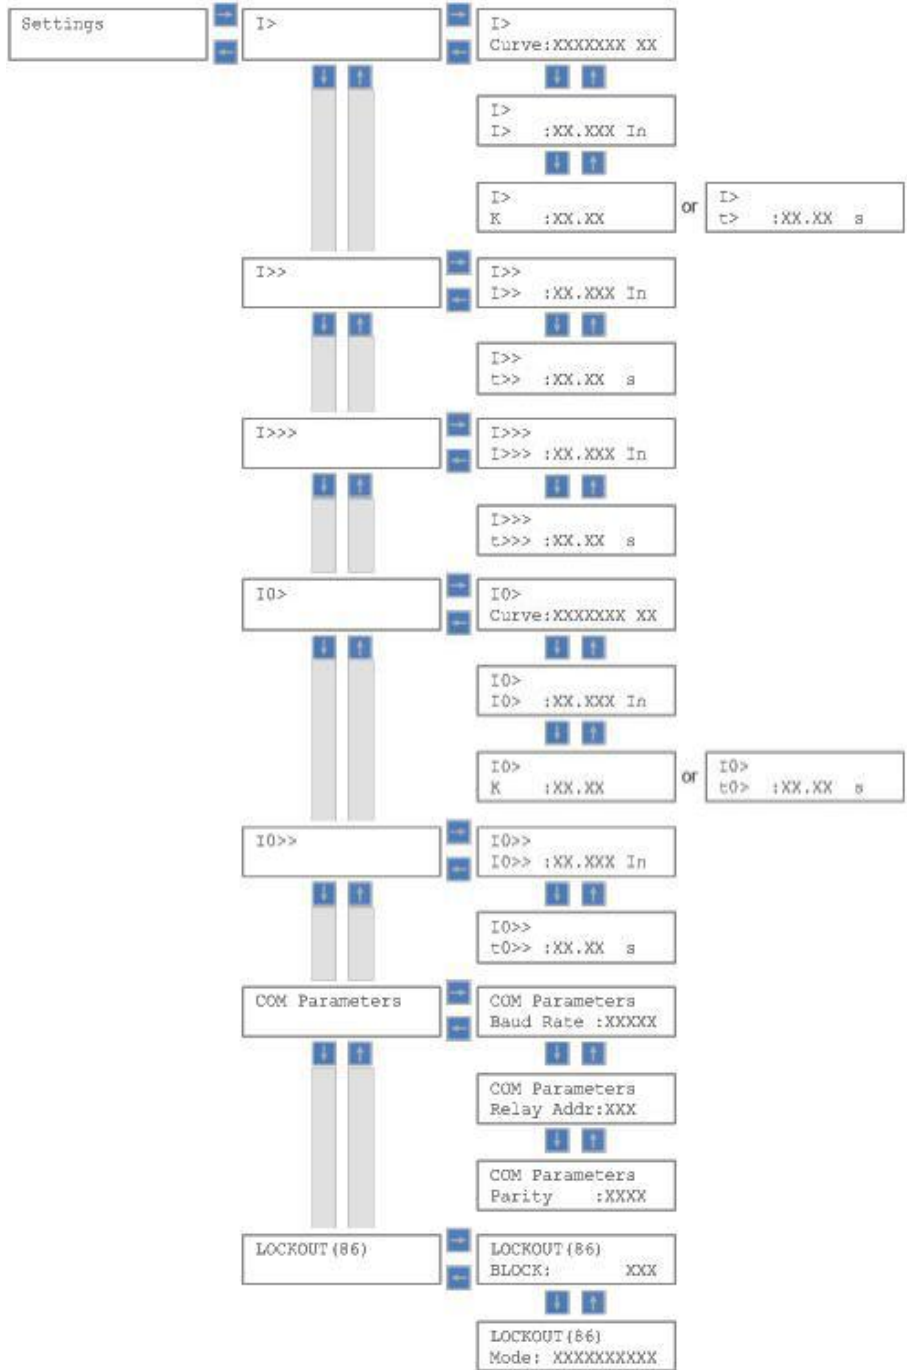 Settings
I>
I>
Curve:XXXXXXX XX
I>
I>   :XX.XXX In
I>
K    :XX.XX
or
I>
t>   :XX.XX  s
I>>
I>>
I>>  :XX.XXX In
I>>
t>>  :XX.XX  s
I>>>
I>>>
I>>> :XX.XXX In
I>>>
t>>> :XX.XX  s
I0>
I0>
Curve:XXXXXXX XX
I0>
I0>  :XX.XXX In
I0>
K    :XX.XX
or
I0>
t0>  :XX.XX  s
I0>>
I0>>
I0>> :XX.XXX In
I0>>
t0>> :XX.XX  s
COM Parameters
COM Parameters
Baud Rate :XXXXX
COM Parameters
Relay Addr:XXX
COM Parameters
Parity    :XXXX
LOCKOUT(86)
LOCKOUT(86)
BLOCK:       XXX
LOCKOUT(86)
Mode: XXXXXXXXXX